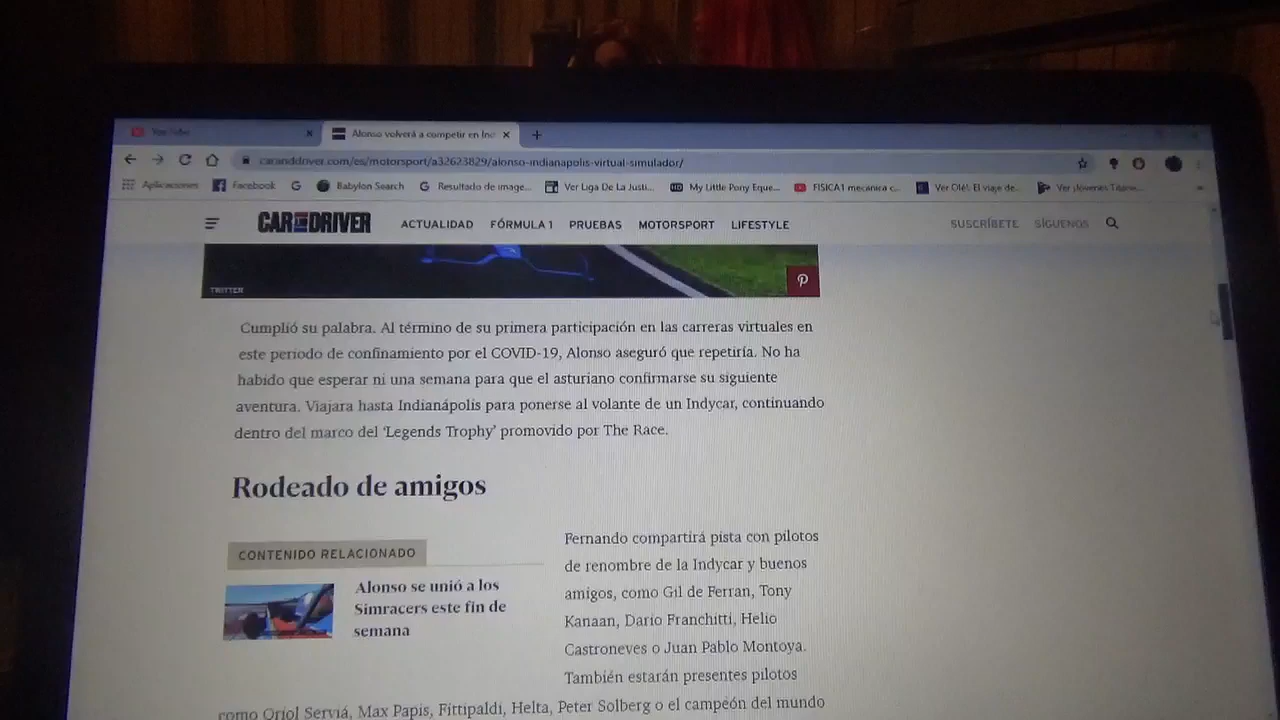 YouTube
Alonso volverá a competir en Ind
caranddriver.com/es/motorsport/a32623829/alonso-indianapolis-virtual-simulador/
Aplicaciones Facebook Babylon Search Resultado de image... Ver Liga De La Justi... My Little Pony Eque... FISICA1 mecanica c... Ver Olé!. El viaje de... Ver ¡Jóvenes Titane...
CAR AND DRIVER ACTUALIDAD FÓRMULA 1 PRUEBAS MOTORSPORT LIFESTYLE SUSCRÍBETE SÍGUENOS
TWITTER
Cumplió su palabra. Al término de su primera participación en las carreras virtuales en
este periodo de confinamiento por el COVID-19, Alonso aseguró que repetiría. No ha
habido que esperar ni una semana para que el asturiano confirmarse su siguiente
aventura. Viajara hasta Indianápolis para ponerse al volante de un Indycar, continuando
dentro del marco del 'Legends Trophy' promovido por The Race.
Rodeado de amigos
CONTENIDO RELACIONADO
Alonso se unió a los
Simracers este fin de
semana
Fernando compartirá pista con pilotos
de renombre de la Indycar y buenos
amigos, como Gil de Ferran, Tony
Kanaan, Dario Franchitti, Helio
Castroneves o Juan Pablo Montoya.
También estarán presentes pilotos
como Oriol Serviá, Max Papis, Fittipaldi, Helta, Peter Solberg o el campeón del mundo